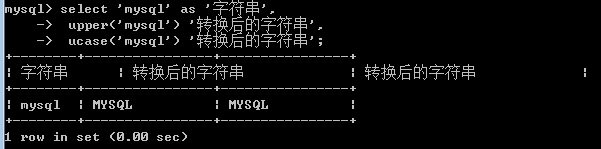 mysql> select 'mysql' as '字符串',
    -> upper('mysql') '转换后的字符串',
    -> ucase('mysql') '转换后的字符串';
+--------+----------------+----------------+
| 字符串 | 转换后的字符串 | 转换后的字符串 |
+--------+----------------+----------------+
| mysql | MYSQL | MYSQL |
+--------+----------------+----------------+
1 row in set (0.00 sec)